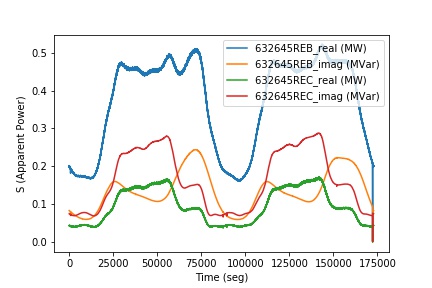 0.5
0.4
0.3
0.2
0.1
0.0
S (Apparent Power)
632645REB_real (MW)
632645REB_imag (MVar)
632645REC_real (MW)
632645REC_imag (MVar)
0 25000 50000 75000 100000 125000 150000 175000
Time (seg)